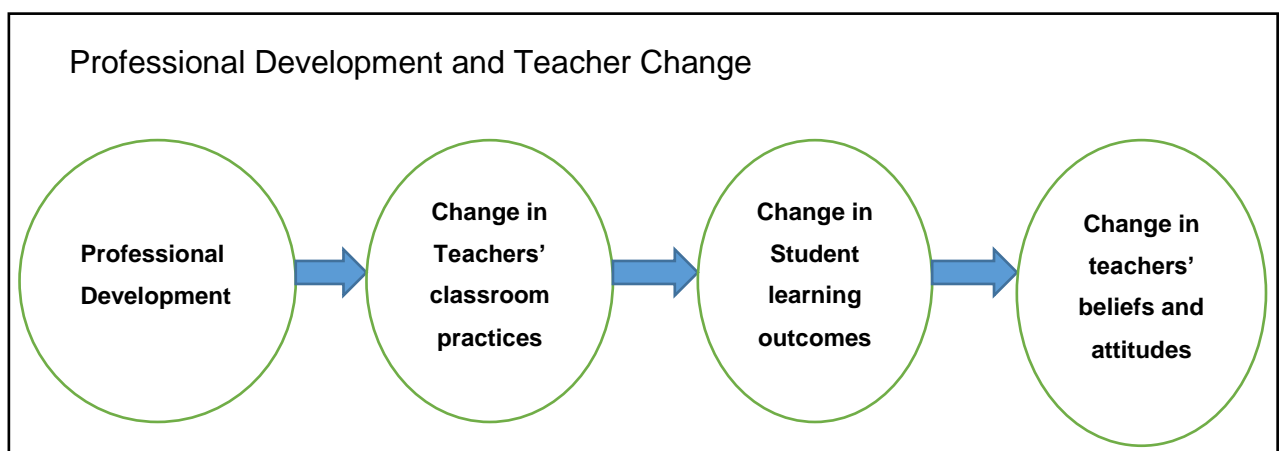 Professional Development and Teacher Change
Professional
Development
Change in
Teachers’
classroom
practices
Change in
Student
learning
outcomes
Change in
teachers’
beliefs and
attitudes